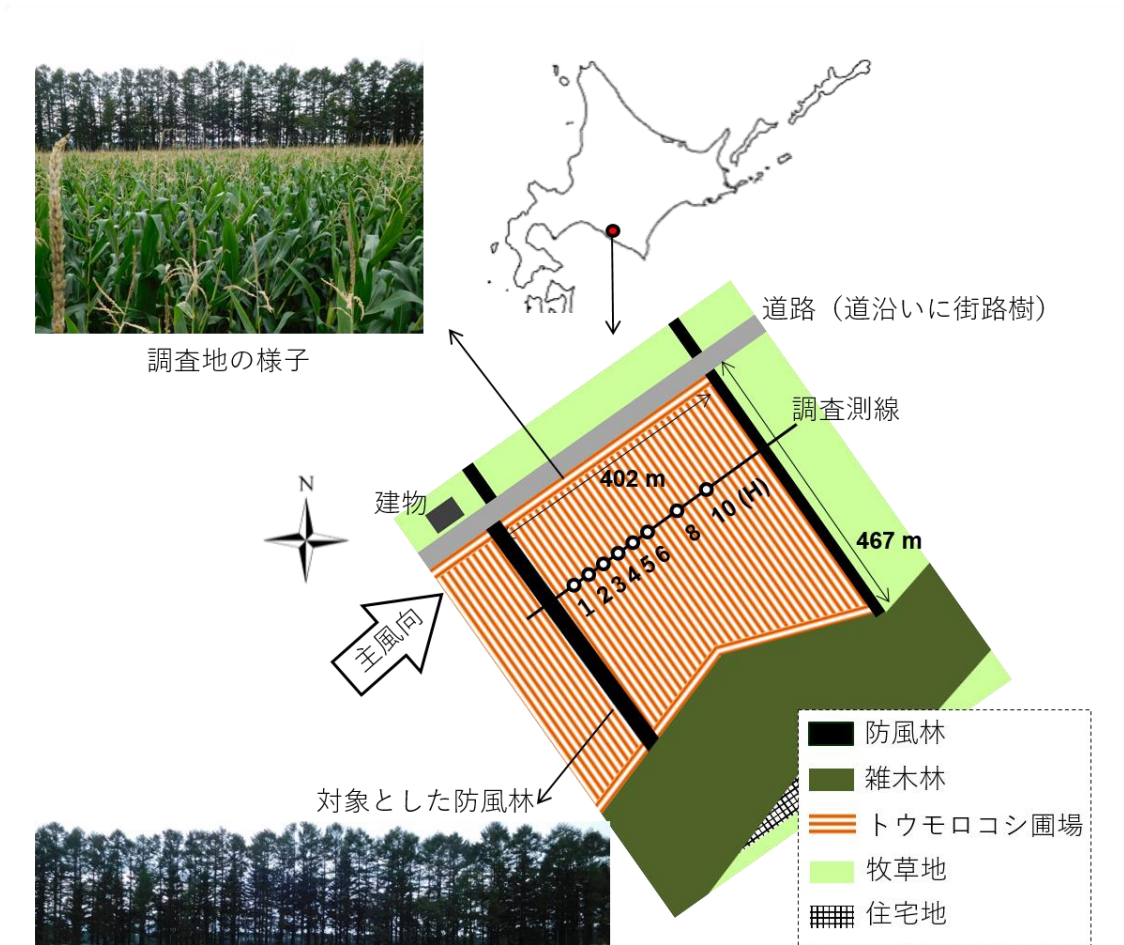 道路（道沿いに街路樹）
調査地の様子
調査測線
402 m
N
建物
1 2 3 4 5 6 8 10 (H)
467 m
主風向
対象とした防風林
防風林
雑木林
トウモロコシ圃場
牧草地
住宅地